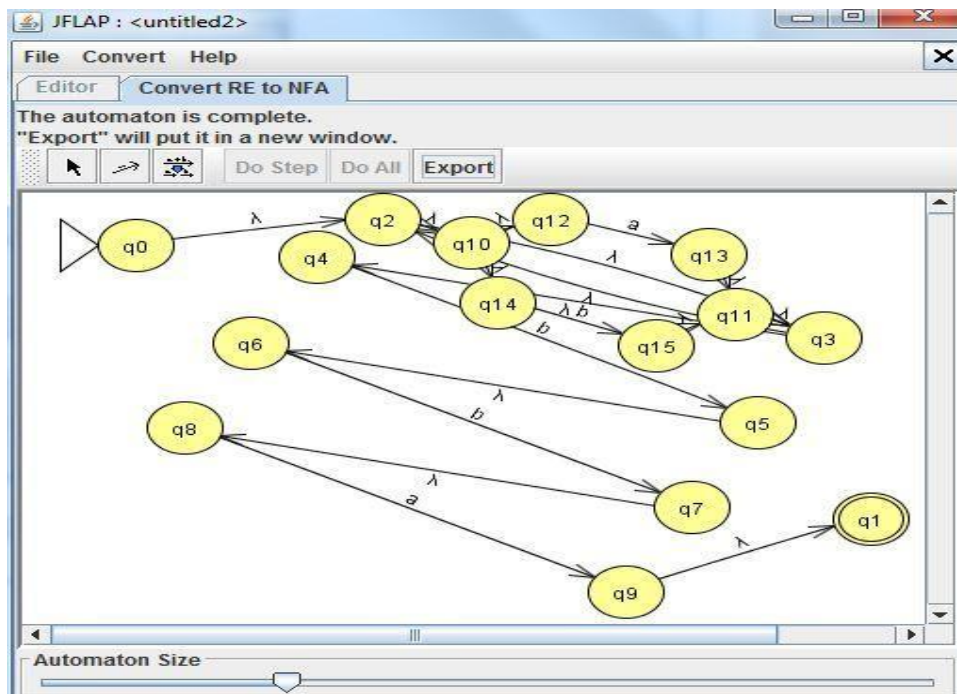 JFLAP : <untitled2>
File Convert Help
Editor Convert RE to NFA
The automaton is complete.
"Export" will put it in a new window.
Do Step Do All Export
q0 λ q2 q10 λ q12 a q13
q4 λ
q14 λ b q15 λ q11 q3
q6 b
λ q5
q8 b
λ q7
a q1
λ
q9
Automaton Size